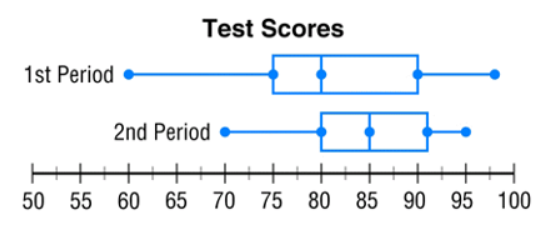 Test Scores
1st Period
2nd Period
50 55 60 65 70 75 80 85 90 95 100